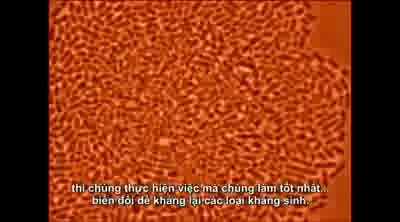 thì chúng thực hiện việc mà chúng làm tốt nhất...
biến đổi để kháng lại các loại kháng sinh.